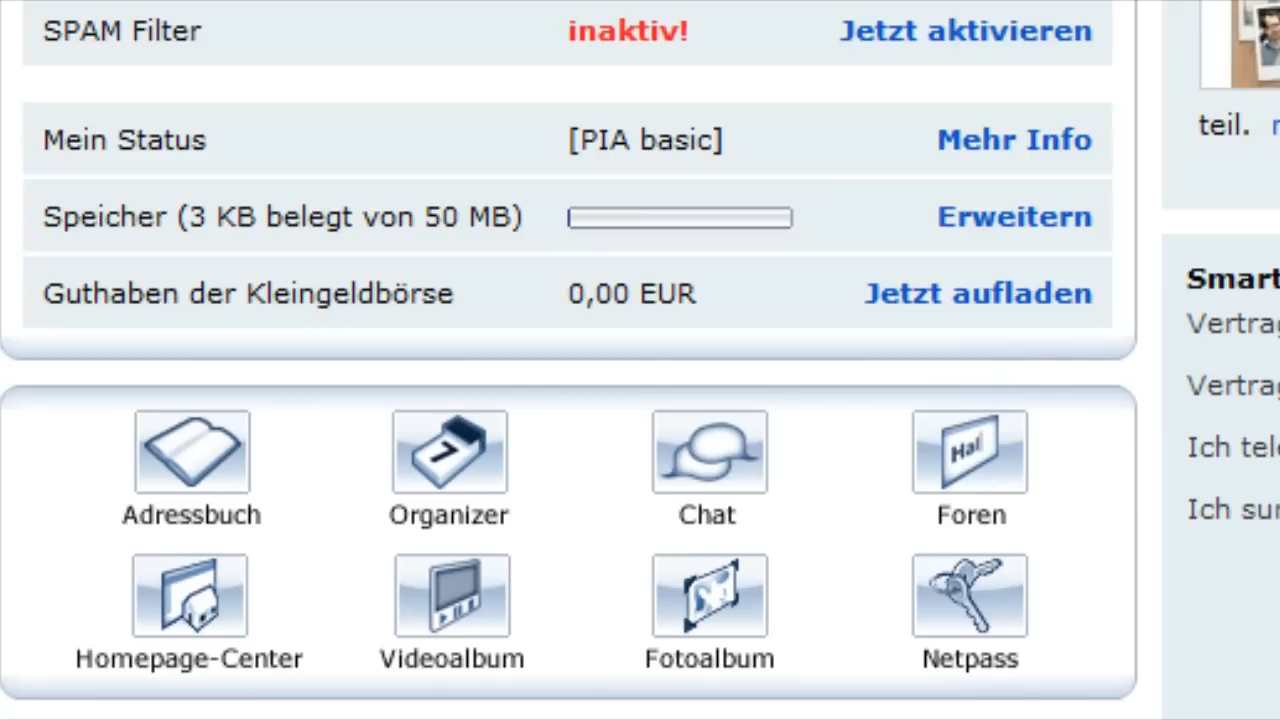 SPAM Filter inaktiv! Jetzt aktivieren
Mein Status [PIA basic] Mehr Info
Speicher (3 KB belegt von 50 MB) Erweitern
Guthaben der Kleingeldbörse 0,00 EUR Jetzt aufladen
teil.
Smart
Vertrag
Vertrag
Ich tele
Ich sur
7
Hal
Adressbuch Organizer Chat Foren
Homepage-Center Videoalbum Fotoalbum Netpass